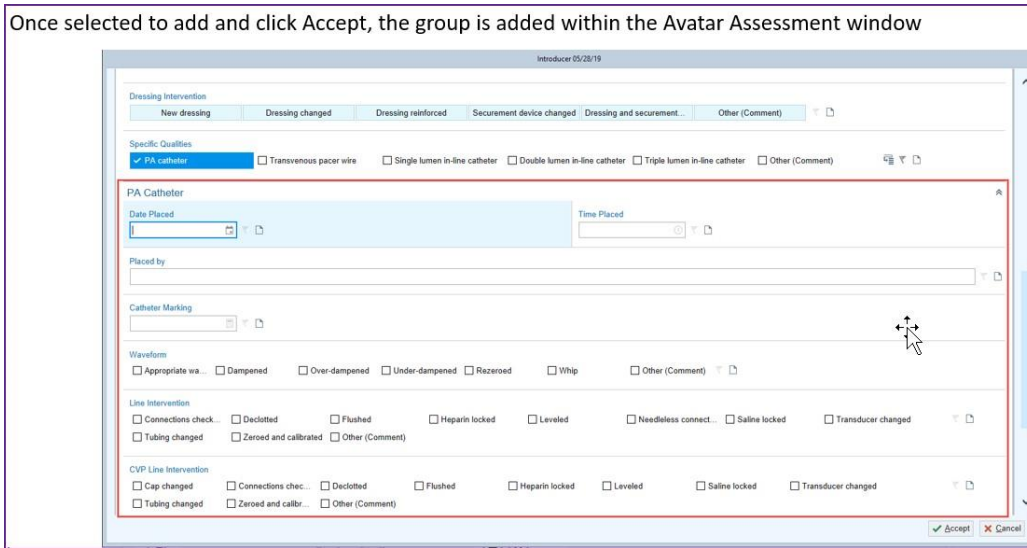 Once selected to add and click Accept, the group is added within the Avatar Assessment window
Introducer 05/28/19
Dressing Intervention
New dressing Dressing changed Dressing reinforced Securement device changed Dressing and securement... Other (Comment)
Specific Qualities
PA catheter Transvenous pacer wire Single lumen in-line catheter Double lumen in-line catheter Triple lumen in-line catheter Other (Comment)
PA Catheter
Date Placed Time Placed
Placed by
Catheter Marking
Waveform
Appropriate wa... Dampened Over-dampened Under-dampened Rezeroed Whip Other (Comment)
Line Intervention
Connections check... Declotted Flushed Heparin locked Leveled Needleless connect... Saline locked Transducer changed
Tubing changed Zeroed and calibrated Other (Comment)
CVP Line Intervention
Cap changed Connections chec... Declotted Flushed Heparin locked Leveled Saline locked Transducer changed
Tubing changed Zeroed and calibr... Other (Comment)
Accept Cancel